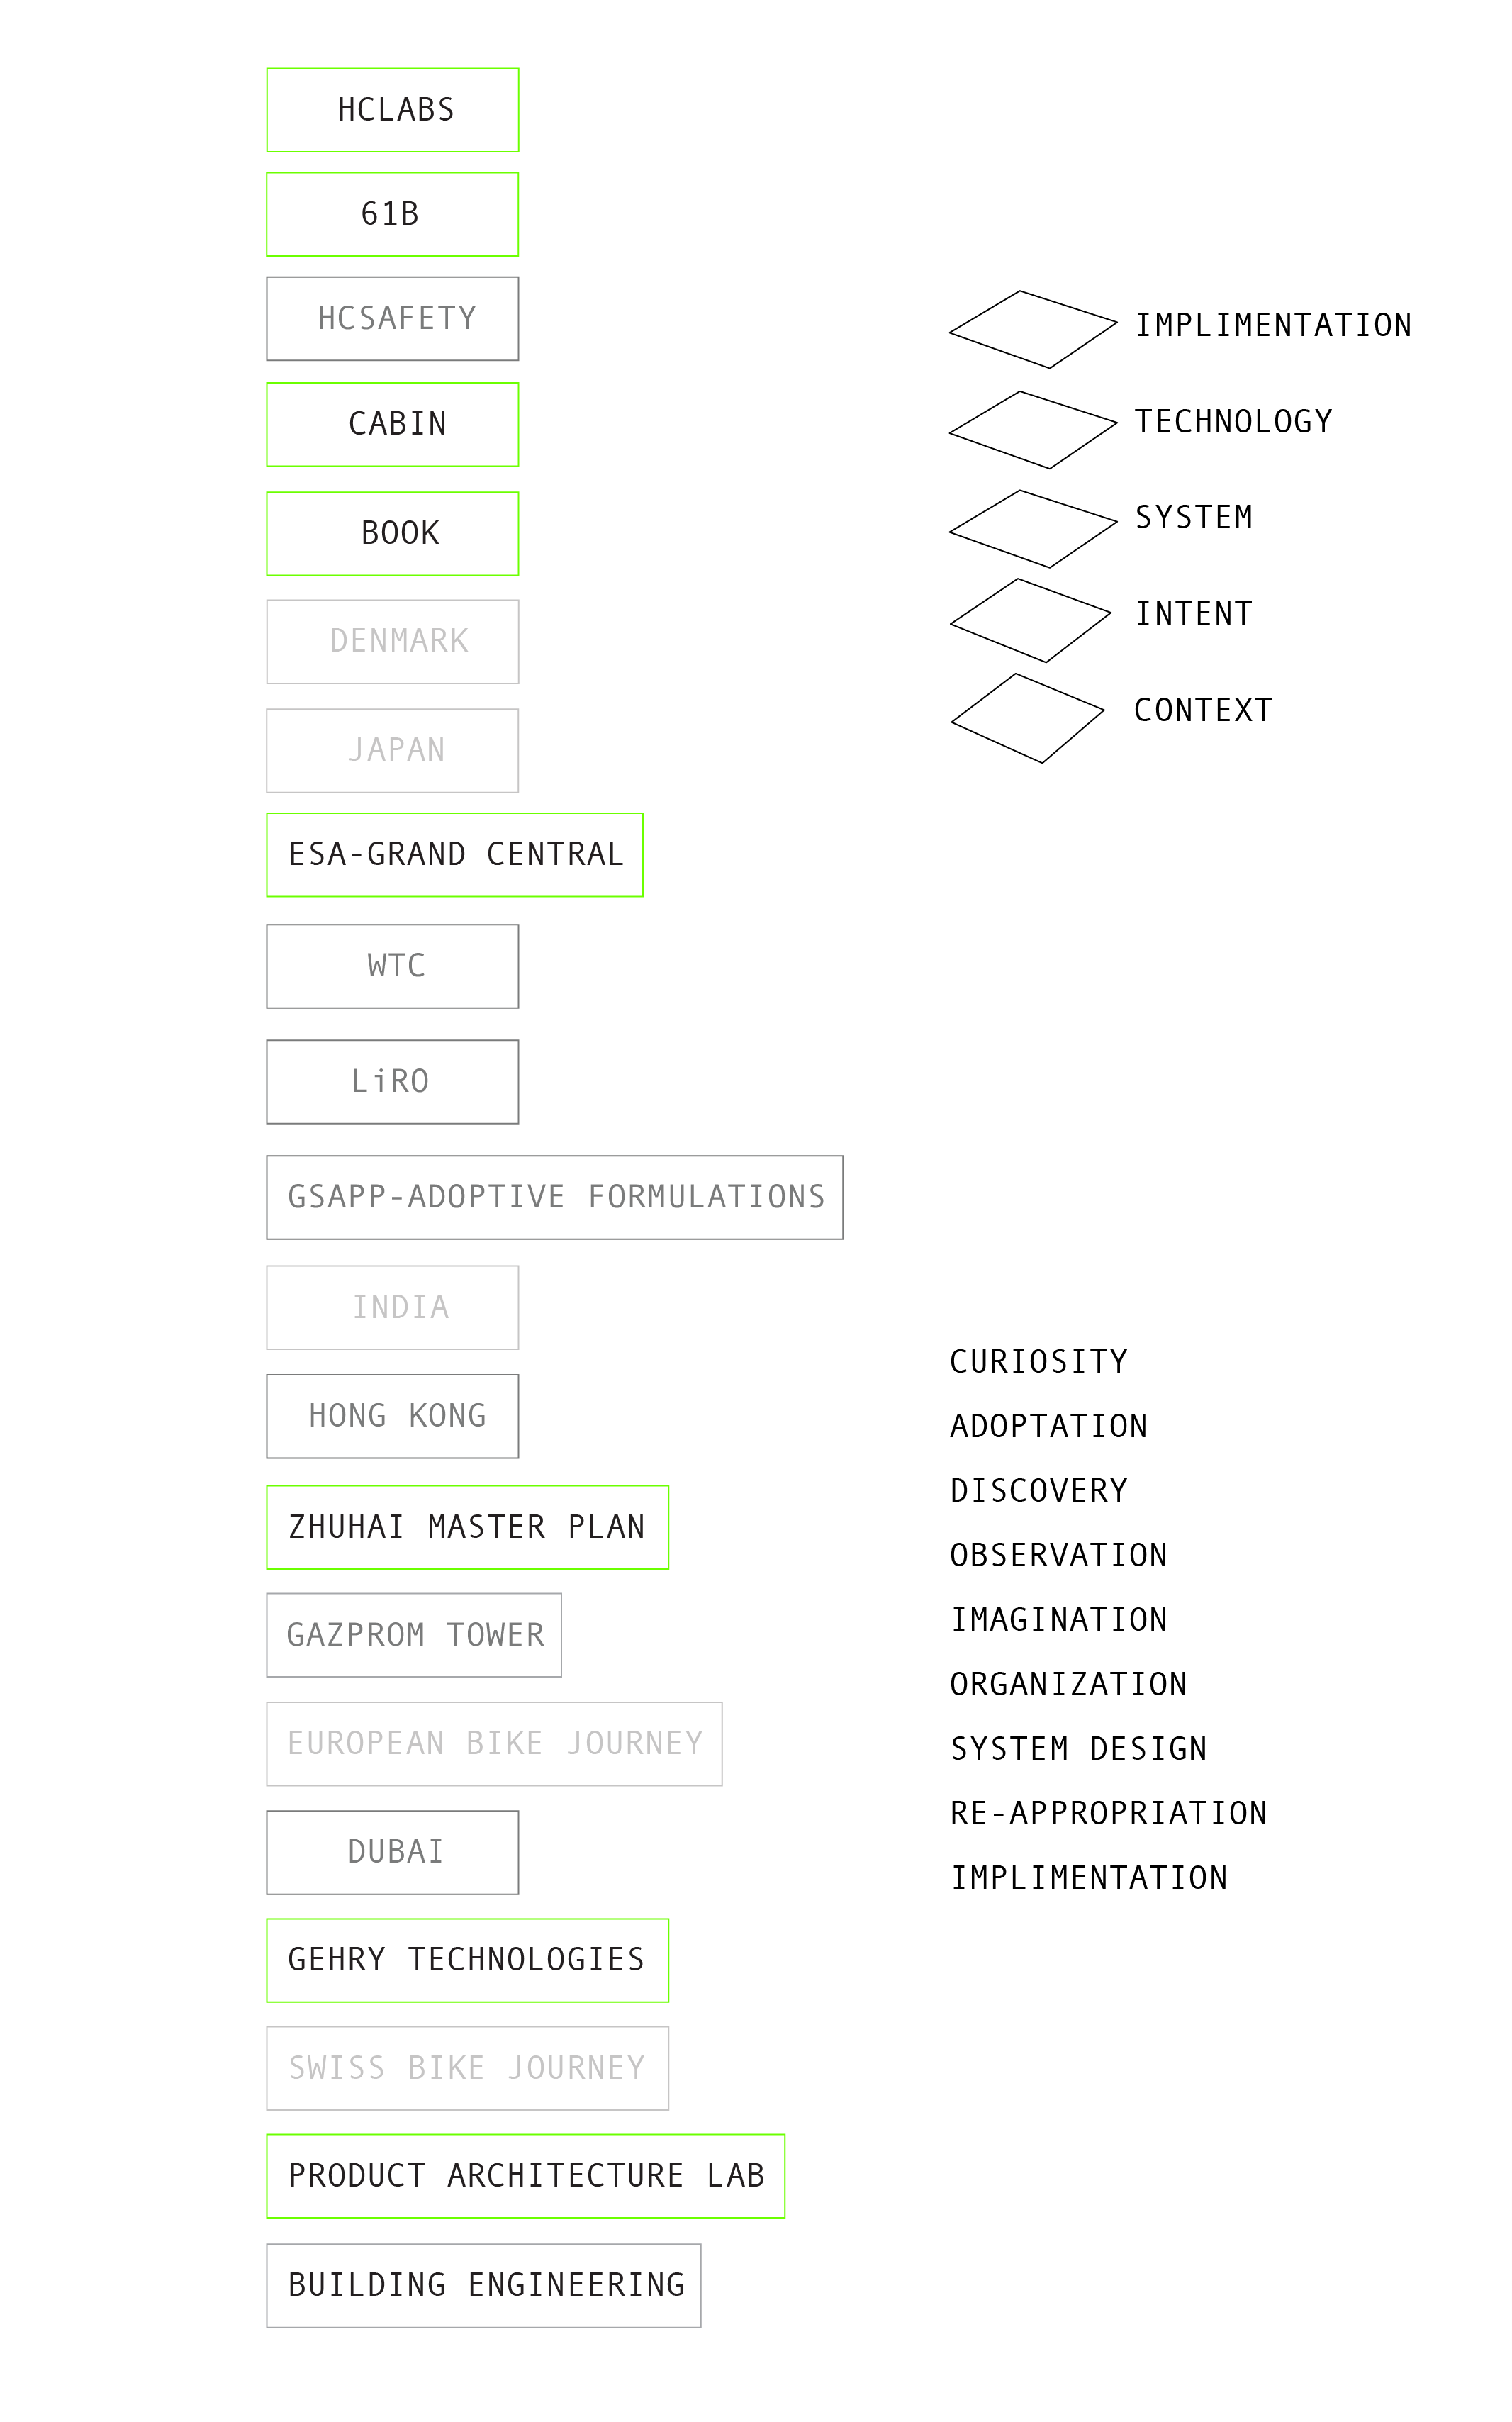 HCLABS
61B
HCSAFETY
CABIN
BOOK
DENMARK
JAPAN
ESA-GRAND CENTRAL
WTC
LiRO
GSAPP-ADOPTIVE FORMULATIONS
INDIA
HONG KONG
ZHUHAI MASTER PLAN
GAZPROM TOWER
EUROPEAN BIKE JOURNEY
DUBAI
GEHRY TECHNOLOGIES
SWISS BIKE JOURNEY
PRODUCT ARCHITECTURE LAB
BUILDING ENGINEERING
IMPLIMENTATION
TECHNOLOGY
SYSTEM
INTENT
CONTEXT
CURIOSITY
ADOPTATION
DISCOVERY
OBSERVATION
IMAGINATION
ORGANIZATION
SYSTEM DESIGN
RE-APPROPRIATION
IMPLIMENTATION